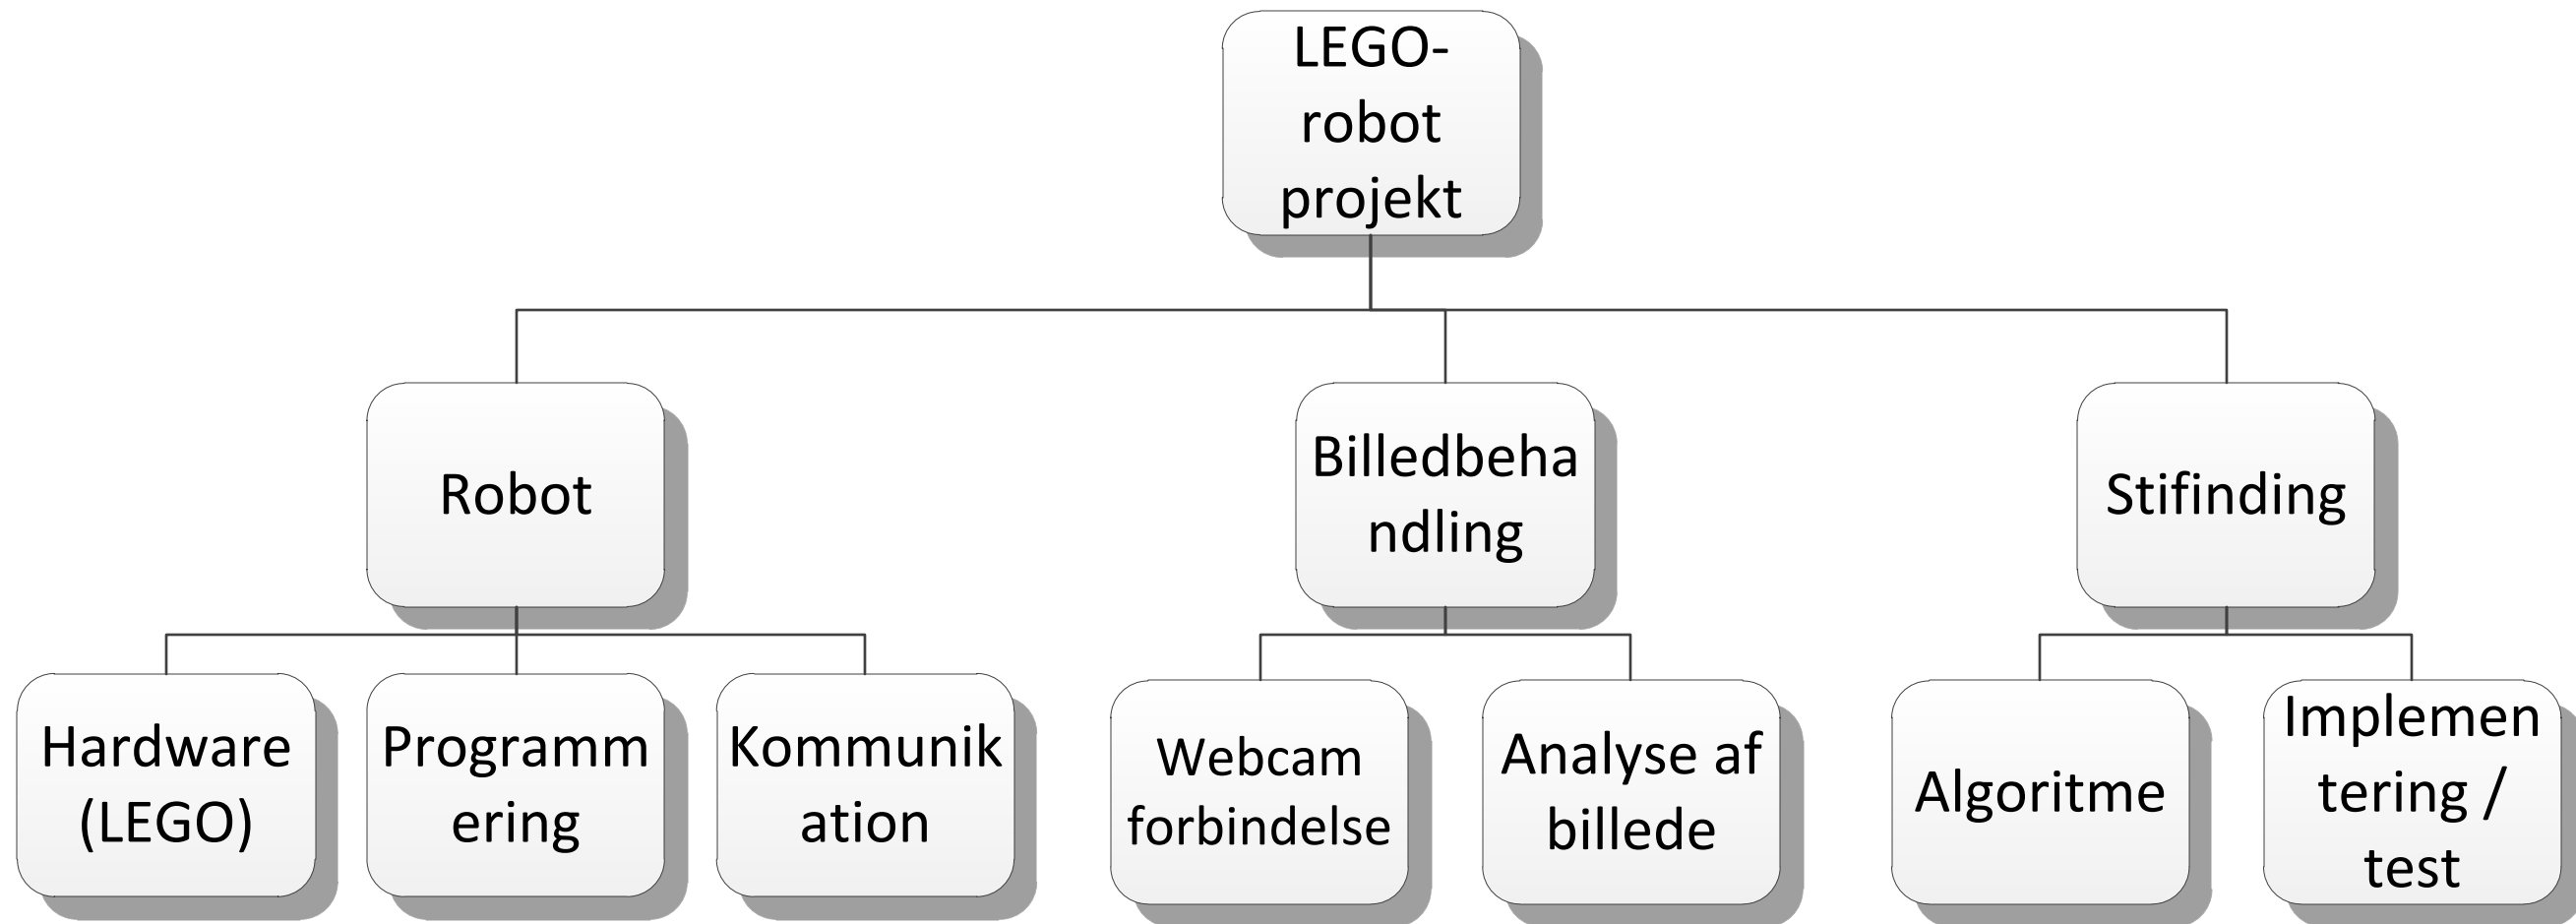 LEGO-
robot
projekt
Robot
Billedbeha
ndling
Stifinding
Hardware
(LEGO)
Programm
ering
Kommunik
ation
Webcam
forbindelse
Analyse af
billede
Algoritme
Implemen
tering /
test